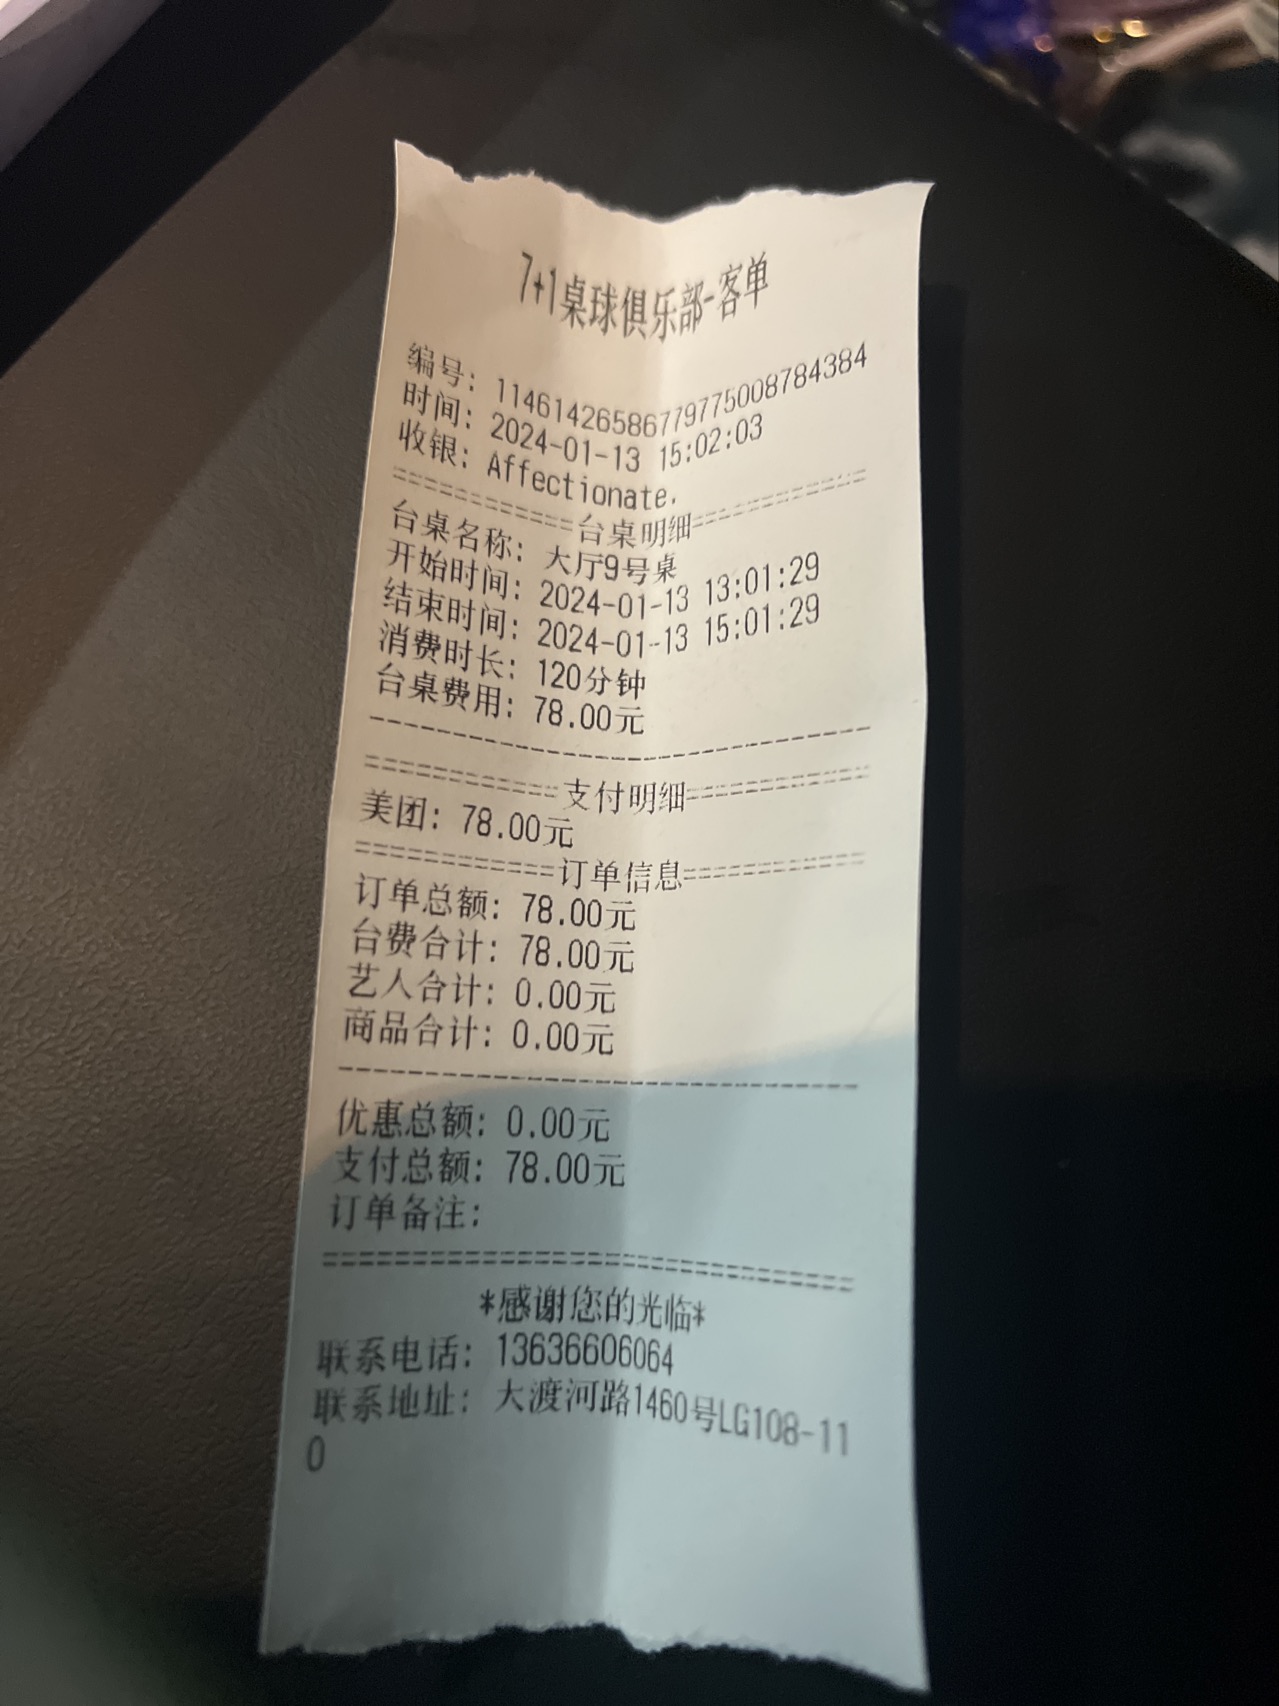 7+1桌球俱乐部-客单
编号: 1146142658677977500878​4384
时间: 2024-01-13 15:02:03
收银: Affectionate.
===========台桌明细===========
台桌名称: 大厅9号桌
开始时间: 2024-01-13 13:01:29
结束时间: 2024-01-13 15:01:29
消费时长: 120分钟
台桌费用: 78.00元
--------------------------------
===========支付明细===========
美团: 78.00元
===========订单信息===========
订单总额: 78.00元
台费合计: 78.00元
艺人合计: 0.00元
商品合计: 0.00元
--------------------------------
优惠总额: 0.00元
支付总额: 78.00元
订单备注:
================================
*感谢您的光临*
联系电话: 13636606064
联系地址: 大渡河路1460号LG108-11
0